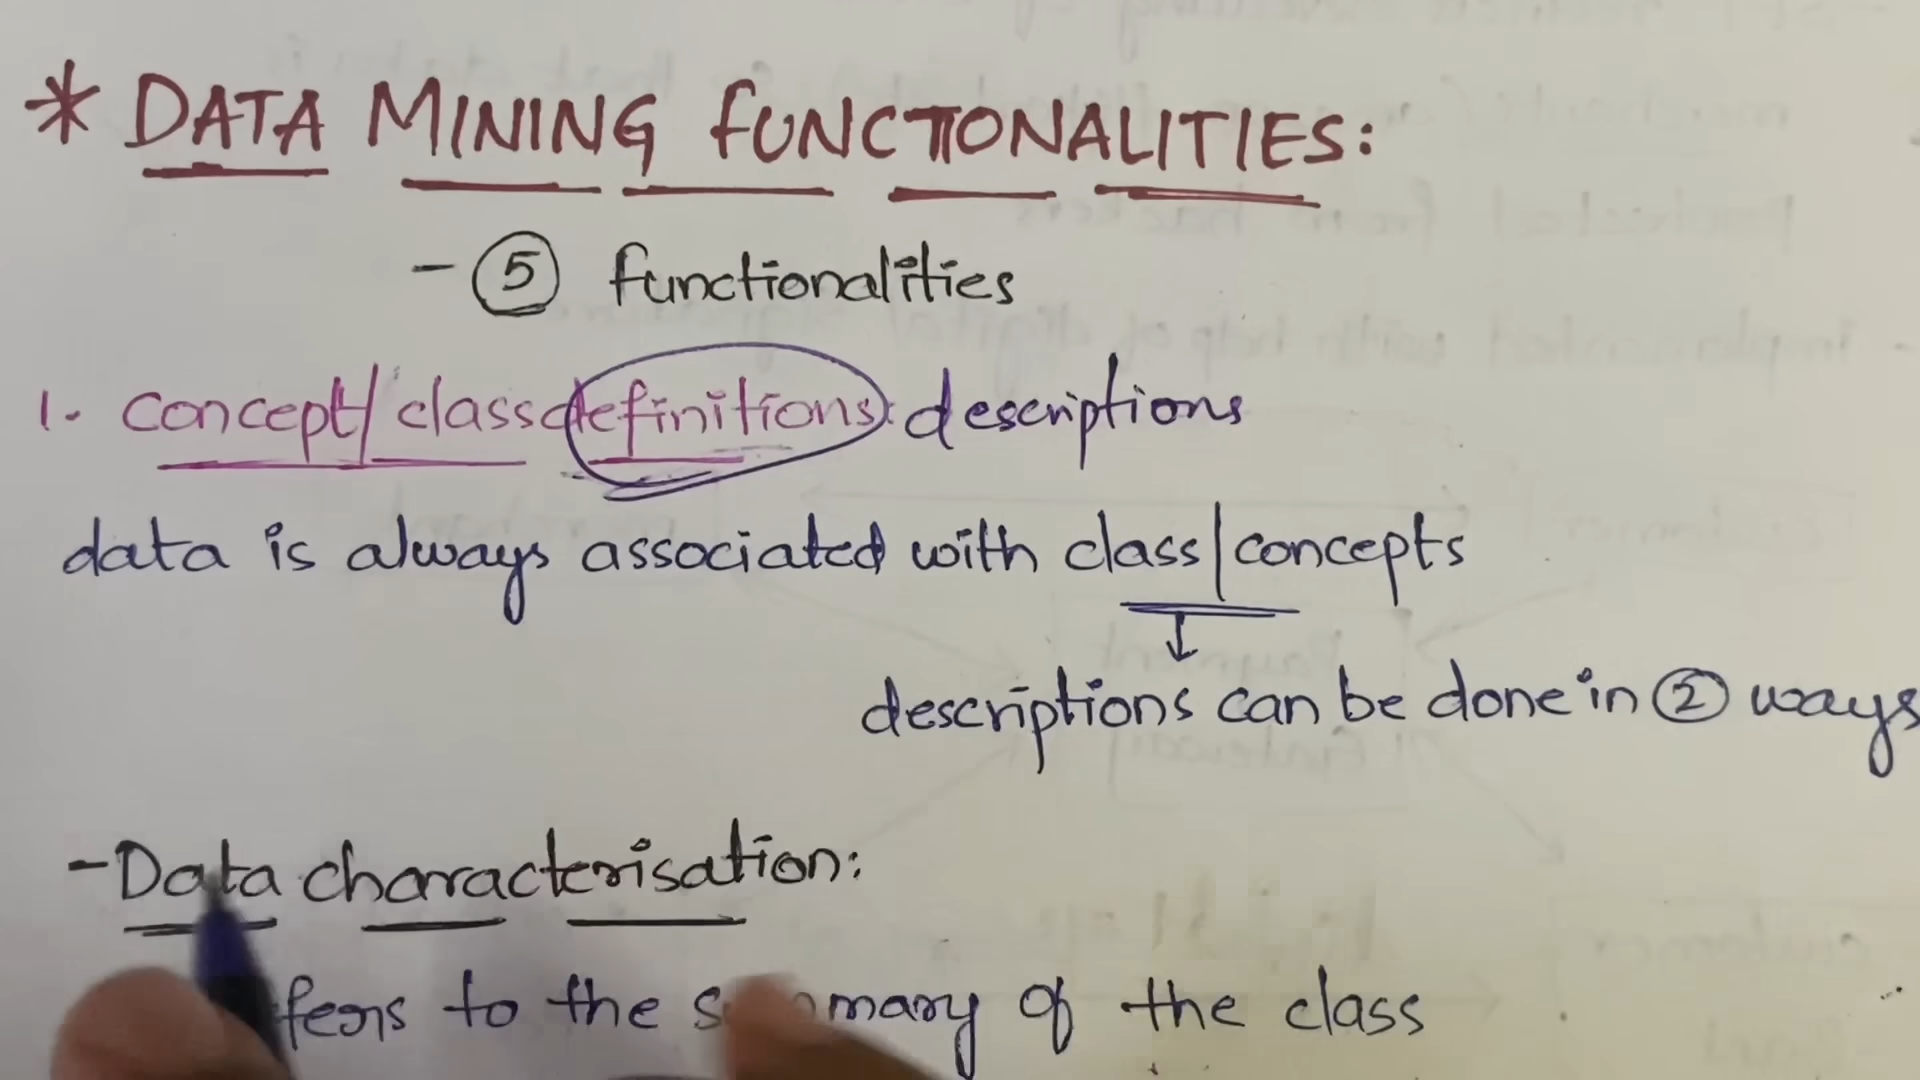 * DATA MINING FUNCTIONALITIES:
- 5 functionalities
1. concept/class definitions: descriptions
data is always associated with class/concepts
↓
descriptions can be done in 2 ways
- Data characterisation:
to the of the class